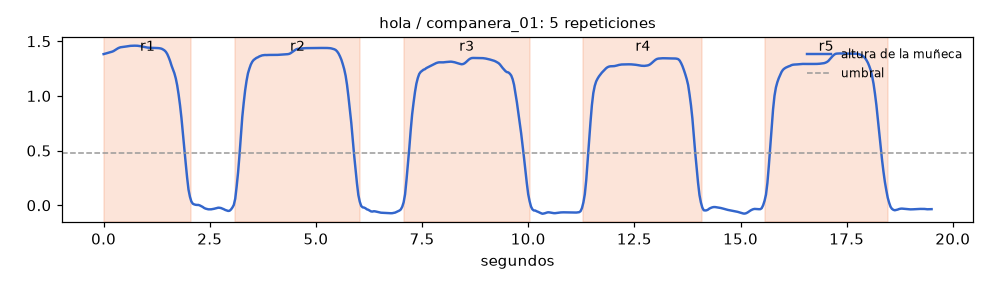 hola / companera_01: 5 repeticiones
r1 r2 r3 r4 r5
altura de la muñeca
umbral
1.5
1.0
0.5
0.0
0.0 2.5 5.0 7.5 10.0 12.5 15.0 17.5 20.0
segundos